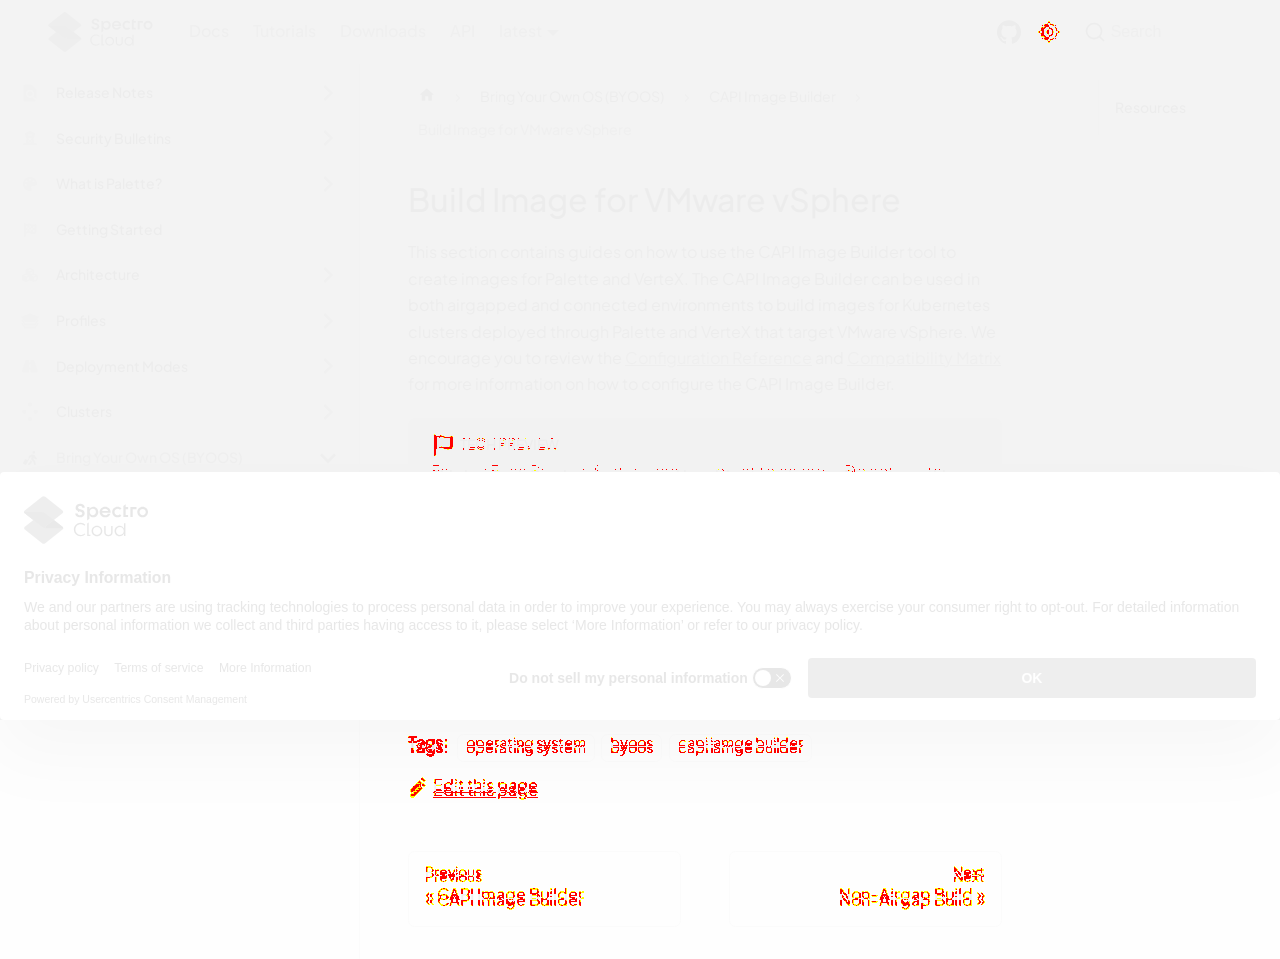 Spectro Cloud
Docs Tutorials Downloads API latest Search
Release Notes
Security Bulletins
What is Palette?
Getting Started
Architecture
Profiles
Deployment Modes
Clusters
Bring Your Own OS (BYOOS)
Bring Your Own OS (BYOOS) CAPI Image Builder
Build Image for VMware vSphere
Resources
Build Image for VMware vSphere
This section contains guides on how to use the CAPI Image Builder tool to
create images for Palette and VerteX. The CAPI Image Builder can be used in
both airgapped and connected environments to build images for Kubernetes
clusters deployed through Palette and VerteX that target VMware vSphere. We
encourage you to review the Configuration Reference and Compatibility Matrix
for more information on how to configure the CAPI Image Builder.
Spectro Cloud
Privacy Information
We and our partners are using tracking technologies to process personal data in order to improve your experience. You may always exercise your consumer right to opt-out. For detailed information
about personal information we collect and third parties having access to it, please select 'More Information' or refer to our privacy policy.
Privacy policy Terms of service More Information
Do not sell my personal information
OK
Powered by Usercentrics Consent Management
Tags: operating system byoos capi image builder
Edit this page
Previous
« CAPI Image Builder
Next
Non-Airgap Build »